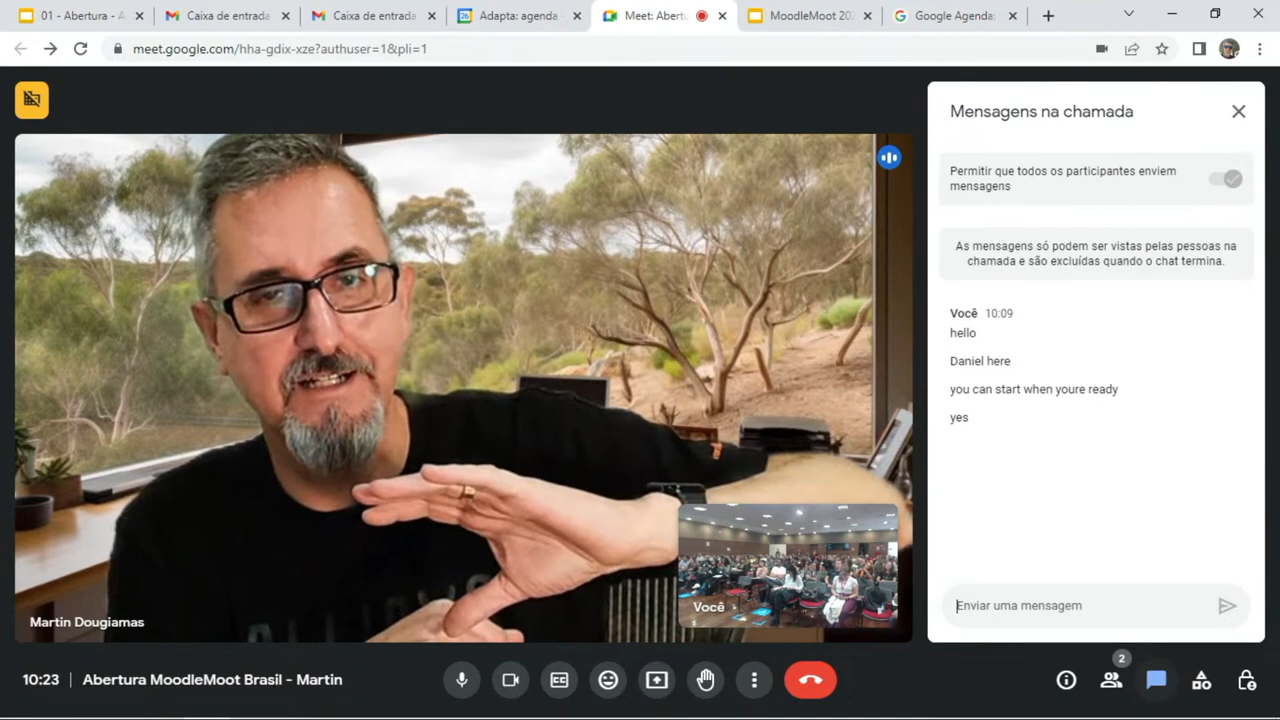 01 - Abertura - A
Caixa de entrada
Caixa de entrada
26
Adapta: agenda -
Meet: Abertu
MoodleMoot 202
Google Agenda:
meet.google.com/hha-gdix-xze?authuser=1&pli=1
Mensagens na chamada
Permitir que todos os participantes enviem
mensagens
As mensagens só podem ser vistas pelas pessoas na
chamada e são excluídas quando o chat termina.
Você 10:09
hello
Daniel here
you can start when youre ready
yes
Você
Martin Dougiamas
Enviar uma mensagem
10:23 | Abertura MoodleMoot Brasil - Martin
CC
2